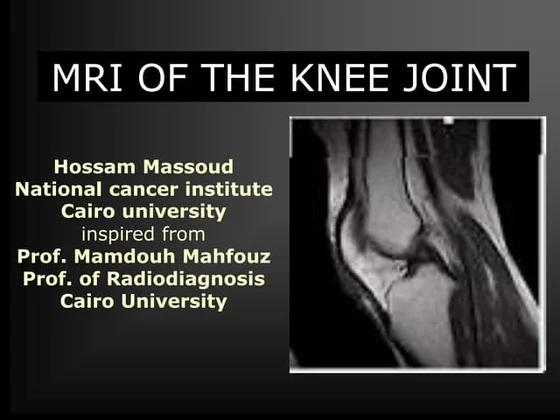 MRI OF THE KNEE JOINT
Hossam Massoud
National cancer institute
Cairo university
inspired from
Prof. Mamdouh Mahfouz
Prof. of Radiodiagnosis
Cairo University